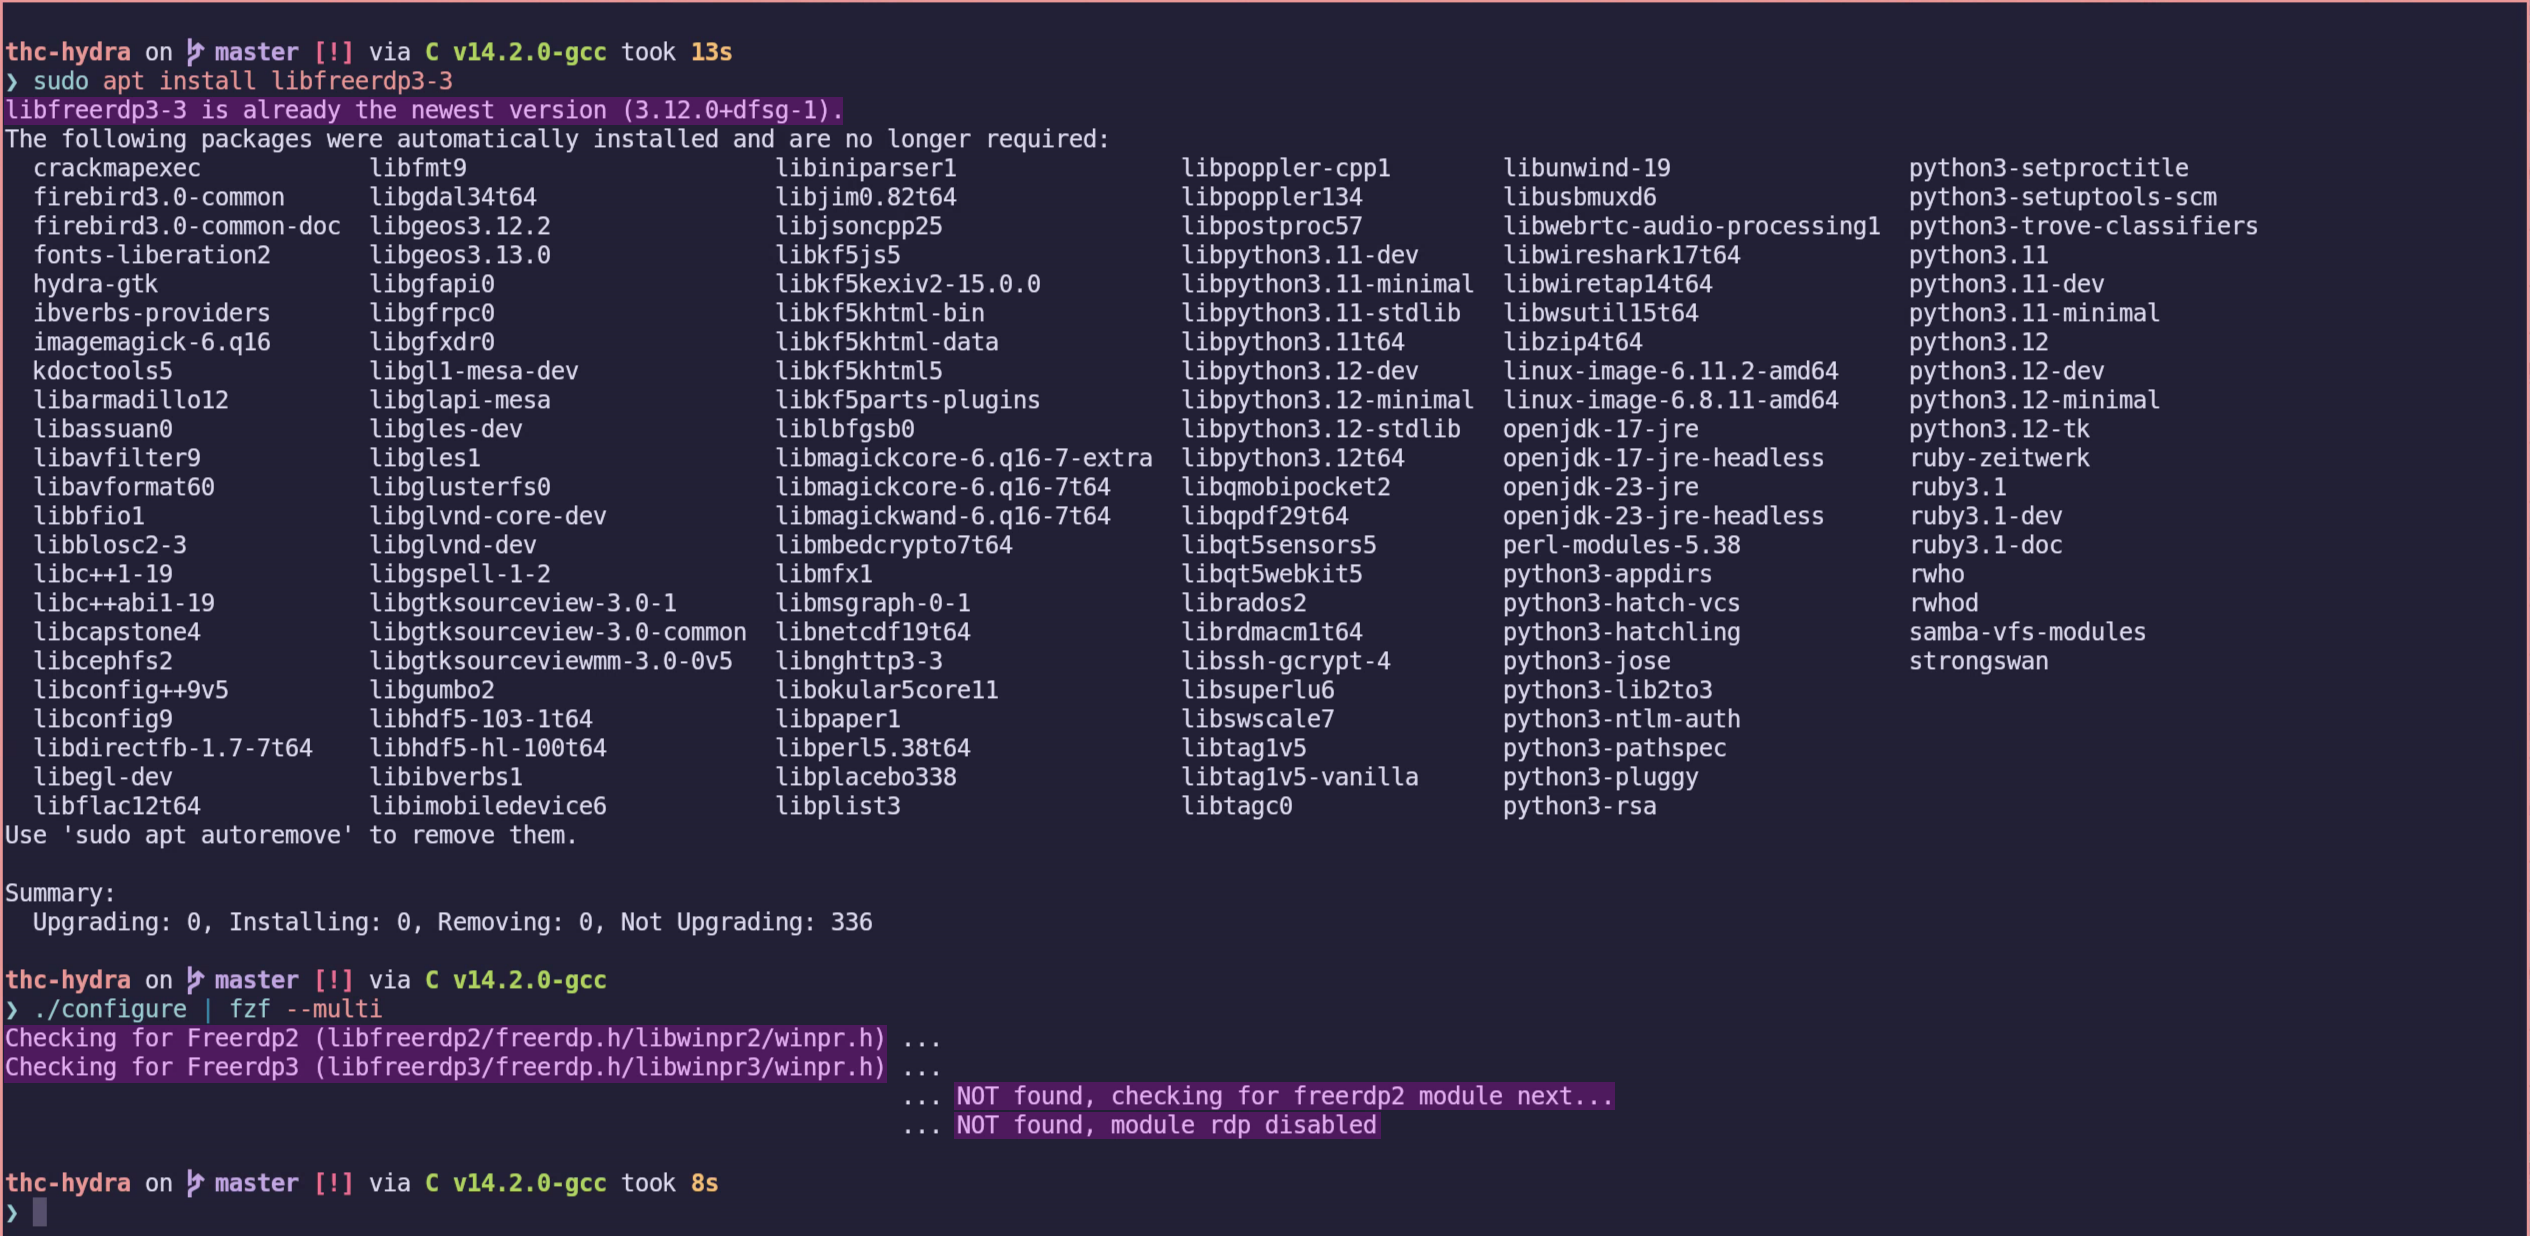 thc-hydra on master [!] via C v14.2.0-gcc took 13s
❯ sudo apt install libfreerdp3-3
libfreerdp3-3 is already the newest version (3.12.0+dfsg-1).
The following packages were automatically installed and are no longer required:
  crackmapexec libfmt9 libiniparser1 libpoppler-cpp1 libunwind-19 python3-setproctitle
  firebird3.0-common libgdal34t64 libjim0.82t64 libpoppler134 libusbmuxd6 python3-setuptools-scm
  firebird3.0-common-doc libgeos3.12.2 libjsoncpp25 libpostproc57 libwebrtc-audio-processing1 python3-trove-classifiers
  fonts-liberation2 libgeos3.13.0 libkf5js5 libpython3.11-dev libwireshark17t64 python3.11
  hydra-gtk libgfapi0 libkf5kexiv2-15.0.0 libpython3.11-minimal libwiretap14t64 python3.11-dev
  ibverbs-providers libgfrpc0 libkf5khtml-bin libpython3.11-stdlib libwsutil15t64 python3.11-minimal
  imagemagick-6.q16 libgfxdr0 libkf5khtml-data libpython3.11t64 libzip4t64 python3.12
  kdoctools5 libgl1-mesa-dev libkf5khtml5 libpython3.12-dev linux-image-6.11.2-amd64 python3.12-dev
  libarmadillo12 libglapi-mesa libkf5parts-plugins libpython3.12-minimal linux-image-6.8.11-amd64 python3.12-minimal
  libassuan0 libgles-dev liblbfgsb0 libpython3.12-stdlib openjdk-17-jre python3.12-tk
  libavfilter9 libgles1 libmagickcore-6.q16-7-extra libpython3.12t64 openjdk-17-jre-headless ruby-zeitwerk
  libavformat60 libglusterfs0 libmagickcore-6.q16-7t64 libqmobipocket2 openjdk-23-jre ruby3.1
  libbfio1 libglvnd-core-dev libmagickwand-6.q16-7t64 libqpdf29t64 openjdk-23-jre-headless ruby3.1-dev
  libblosc2-3 libglvnd-dev libmbedcrypto7t64 libqt5sensors5 perl-modules-5.38 ruby3.1-doc
  libc++1-19 libgspell-1-2 libmfx1 libqt5webkit5 python3-appdirs rwho
  libc++abi1-19 libgtksourceview-3.0-1 libmsgraph-0-1 librados2 python3-hatch-vcs rwhod
  libcapstone4 libgtksourceview-3.0-common libnetcdf19t64 librdmacm1t64 python3-hatchling samba-vfs-modules
  libcephfs2 libgtksourceviewmm-3.0-0v5 libnghttp3-3 libssh-gcrypt-4 python3-jose strongswan
  libconfig++9v5 libgumbo2 libokular5core11 libsuperlu6 python3-lib2to3
  libconfig9 libhdf5-103-1t64 libpaper1 libswscale7 python3-ntlm-auth
  libdirectfb-1.7-7t64 libhdf5-hl-100t64 libperl5.38t64 libtag1v5 python3-pathspec
  libegl-dev libibverbs1 libplacebo338 libtag1v5-vanilla python3-pluggy
  libflac12t64 libimobiledevice6 libplist3 libtagc0 python3-rsa
Use 'sudo apt autoremove' to remove them.
Summary:
  Upgrading: 0, Installing: 0, Removing: 0, Not Upgrading: 336
thc-hydra on master [!] via C v14.2.0-gcc
❯ ./configure | fzf --multi
Checking for Freerdp2 (libfreerdp2/freerdp.h/libwinpr2/winpr.h) ...
Checking for Freerdp3 (libfreerdp3/freerdp.h/libwinpr3/winpr.h) ...
... NOT found, checking for freerdp2 module next...
... NOT found, module rdp disabled
thc-hydra on master [!] via C v14.2.0-gcc took 8s
❯